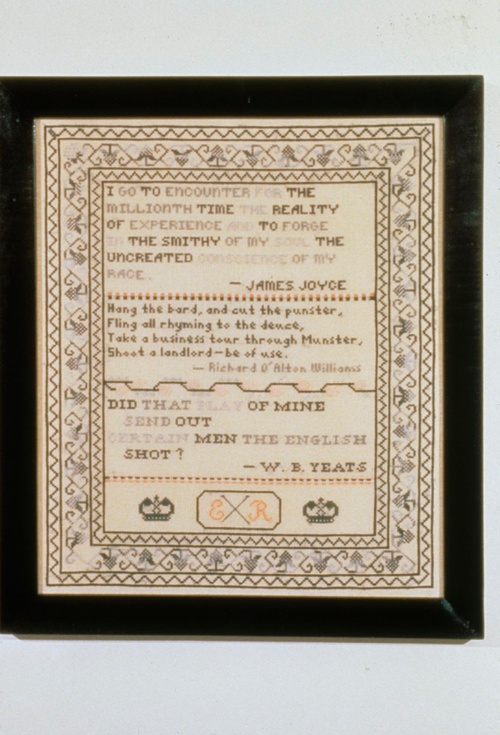 I GO TO ENCOUNTER FOR THE
MILLIONTH TIME THE REALITY
OF EXPERIENCE AND TO FORGE
IN THE SMITHY OF MY SOUL THE
UNCREATED CONSCIENCE OF MY
RACE.
— JAMES JOYCE
Hang the bard, and cut the punster,
Fling all rhyming to the deuce,
Take a business tour through Munster,
Shoot a landlord—be of use.
— Richard D'Alton Williams
DID THAT PLAY OF MINE
SEND OUT
CERTAIN MEN THE ENGLISH
SHOT?
— W. B. YEATS
E R